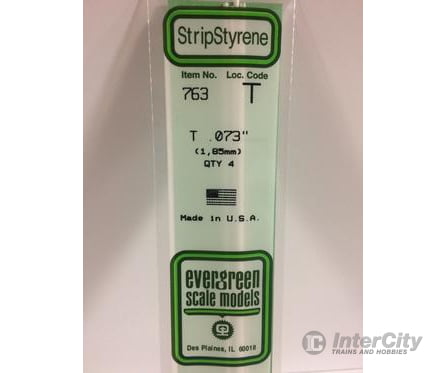 StripStyrene
Item No. Loc. Code
763 T
T .073"
(1,85mm)
QTY 4
Made in U.S.A.
evergreen
scale models
Des Plaines, IL 60018
IC InterCity
TRAINS AND HOBBIES